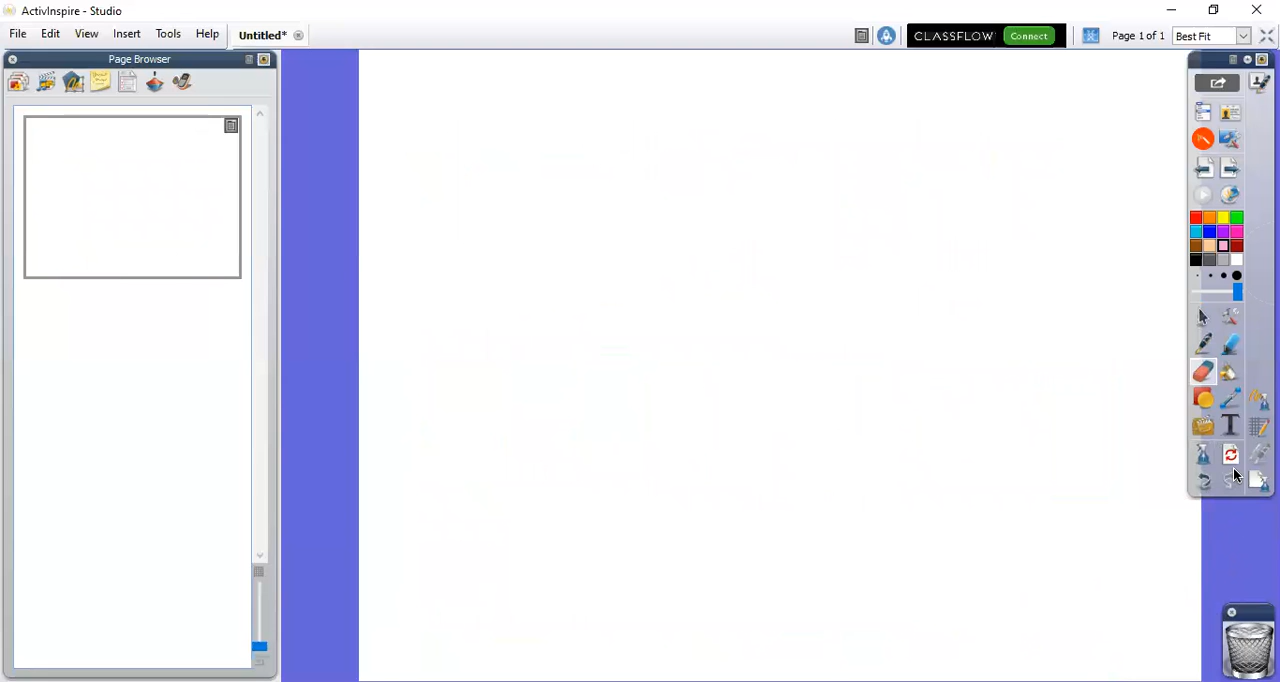 ActivInspire - Studio
File Edit View Insert Tools Help Untitled* CLASSFLOW Connect Page 1 of 1 Best Fit
Page Browser
T